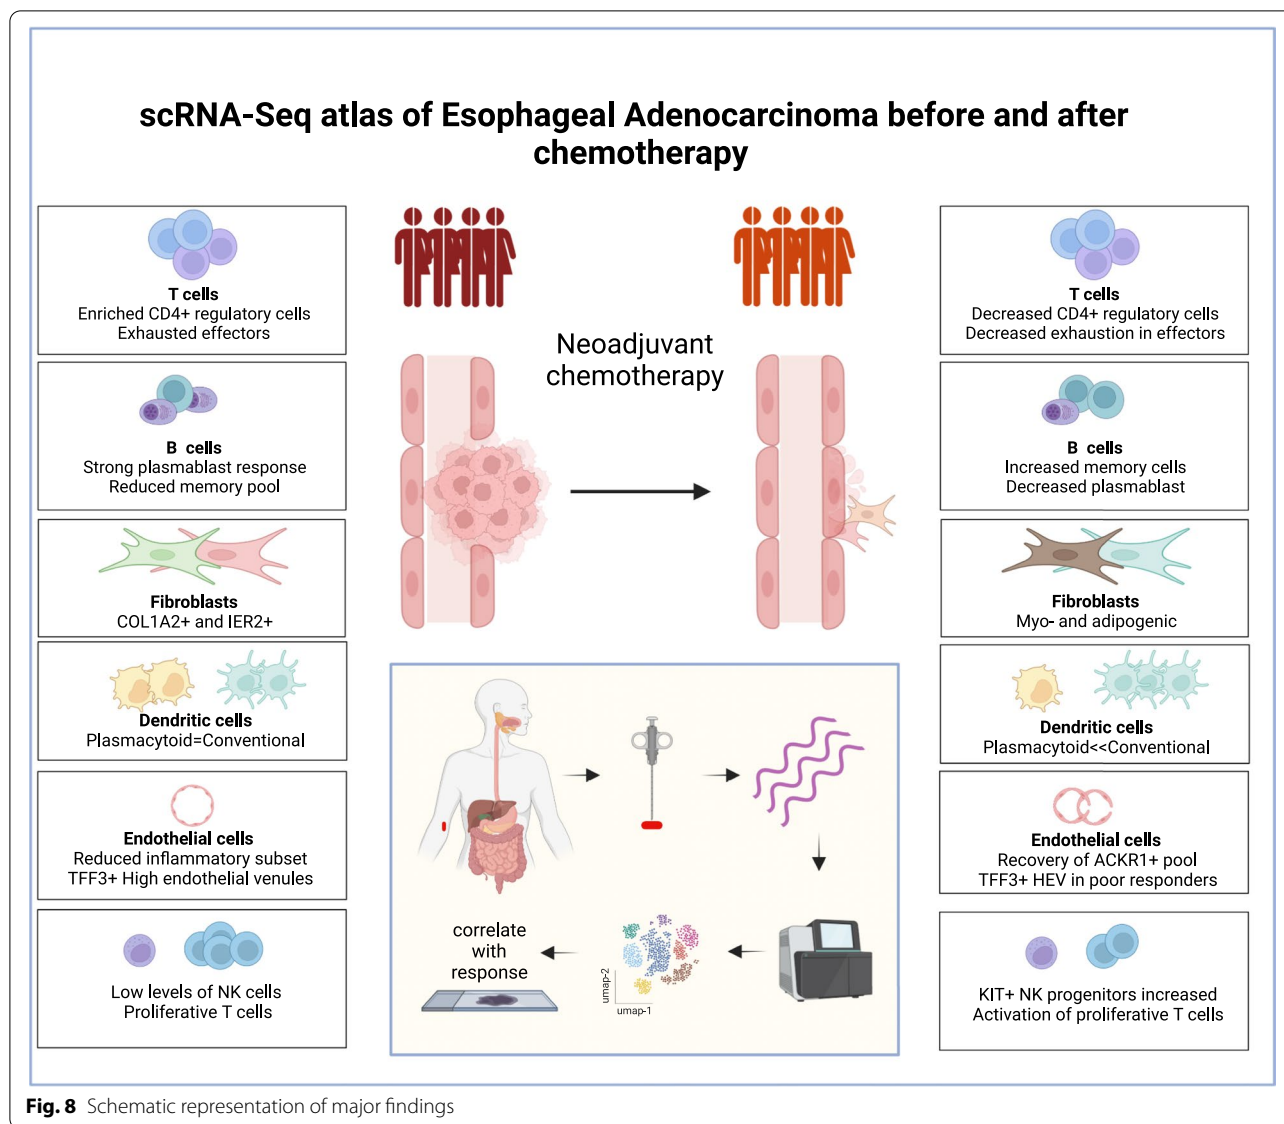 scRNA-Seq atlas of Esophageal Adenocarcinoma before and after
chemotherapy
T cells
Enriched CD4+ regulatory cells
Exhausted effectors
B cells
Strong plasmablast response
Reduced memory pool
Fibroblasts
COL1A2+ and IER2+
Dendritic cells
Plasmacytoid=Conventional
Endothelial cells
Reduced inflammatory subset
TFF3+ High endothelial venules
Low levels of NK cells
Proliferative T cells
Neoadjuvant
chemotherapy
correlate
with
response
umap-2
umap-1
T cells
Decreased CD4+ regulatory cells
Decreased exhaustion in effectors
B cells
Increased memory cells
Decreased plasmablast
Fibroblasts
Myo- and adipogenic
Dendritic cells
Plasmacytoid<<Conventional
Endothelial cells
Recovery of ACKR1+ pool
TFF3+ HEV in poor responders
KIT+ NK progenitors increased
Activation of proliferative T cells
Fig. 8 Schematic representation of major findings